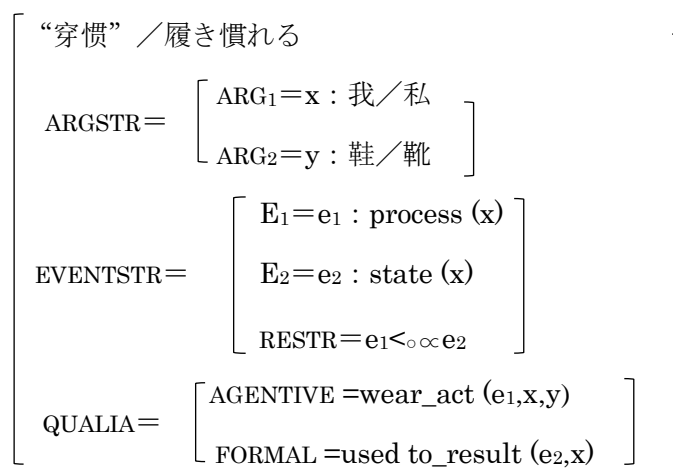 “穿惯”／履き慣れる
ARGSTR＝
ARG1＝x：我／私
ARG2＝y：鞋／靴
EVENTSTR＝
E1＝e1：process (x)
E2＝e2：state (x)
RESTR＝e1<○∝e2
QUALIA＝
AGENTIVE =wear_act (e1,x,y)
FORMAL =used to_result (e2,x)